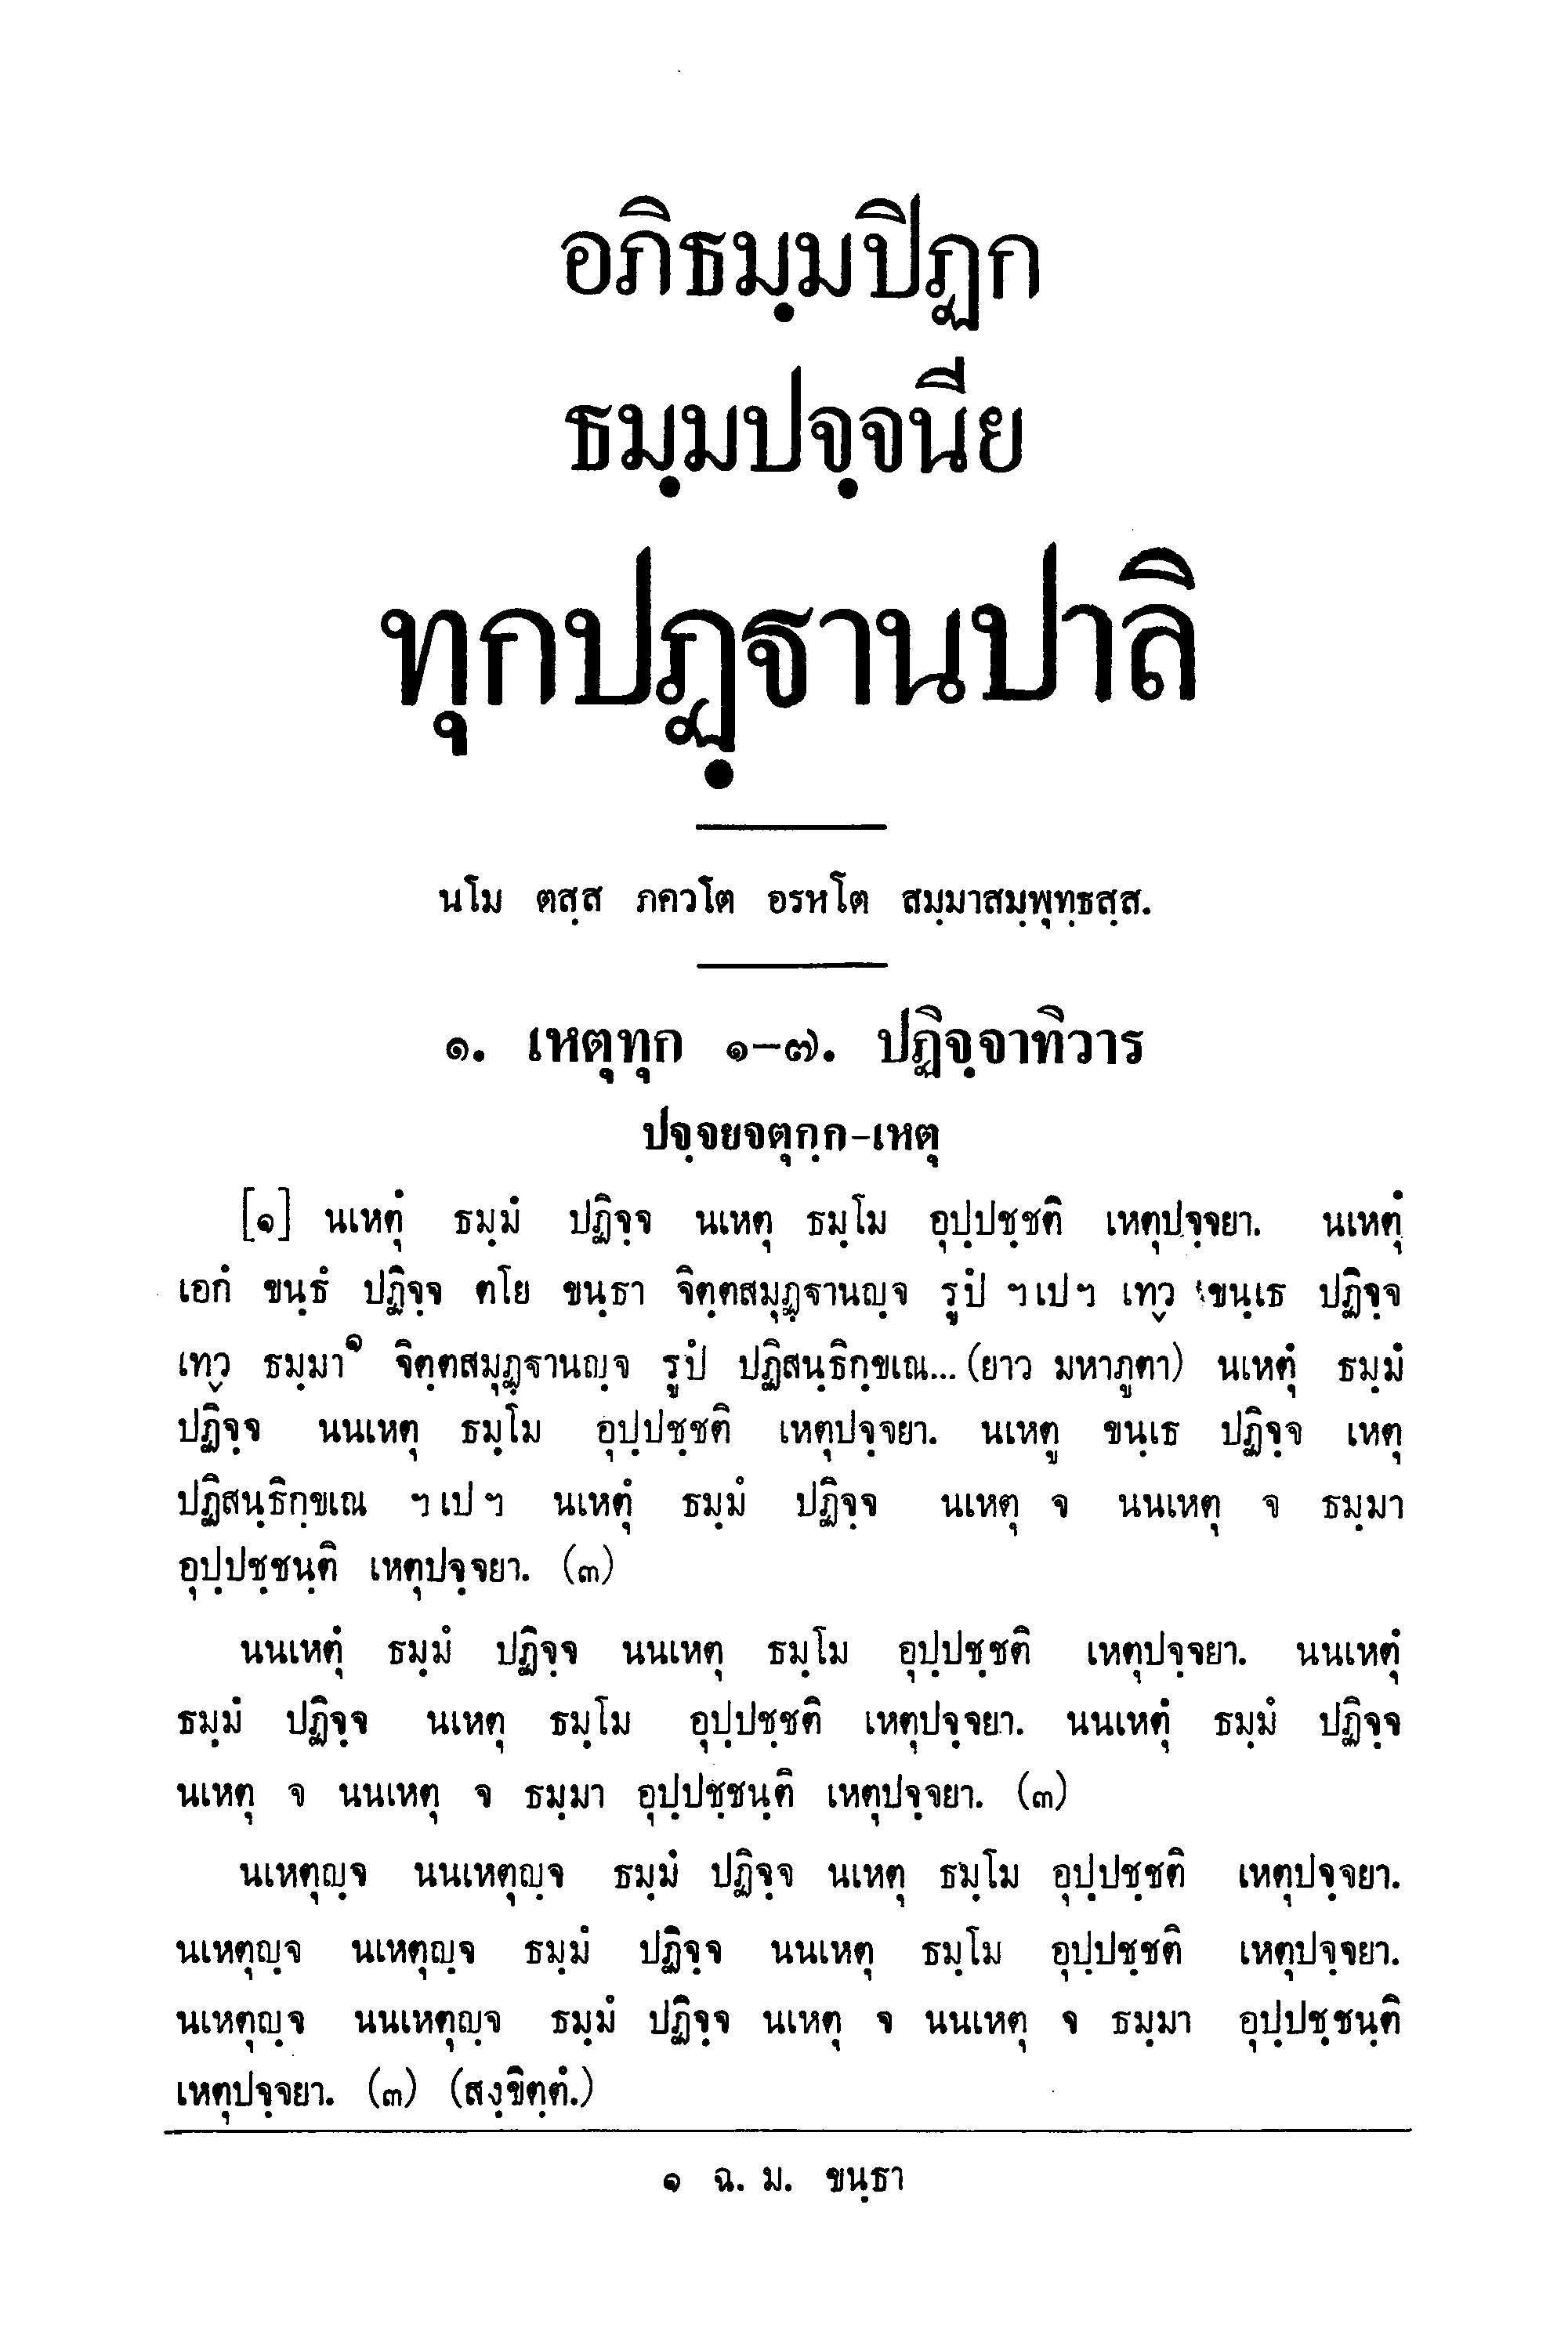 อภิธมฺมปิฏก
ธมฺมปจฺจนีย
ทุกปฏฺฐานปาลิ
นโม ตสฺส ภควโต อรหโต สมฺมาสมฺพุทฺธสฺส.
๑. เหตุทุก ๑–๗. ปฏิจฺจาทิวาร
ปจฺจยจตุกฺก–เหตุ
[๑] นเหตุํ ธมฺมํ ปฏิจฺจ นเหตุ ธมฺโม อุปฺปชฺชติ เหตุปจฺจยา. นเหตุํ
เอกํ ขนฺธํ ปฏิจฺจ ตโย ขนฺธา จิตฺตสมุฏฺฐานญฺจ รูปํ ฯเปฯ เทฺว ขนฺเธ ปฏิจฺจ
เทฺว ธมฺมา๑ จิตฺตสมุฏฺฐานญฺจ รูปํ ปฏิสนฺธิกฺขเณ...(ยาว มหาภูตา) นเหตุํ ธมฺมํ
ปฏิจฺจ นนเหตุ ธมฺโม อุปฺปชฺชติ เหตุปจฺจยา. นเหตู ขนฺเธ ปฏิจฺจ เหตุ
ปฏิสนฺธิกฺขเณ ฯเปฯ นเหตุํ ธมฺมํ ปฏิจฺจ นเหตุ จ นนเหตุ จ ธมฺมา
อุปฺปชฺชนฺติ เหตุปจฺจยา. (๓)
นนเหตุํ ธมฺมํ ปฏิจฺจ นนเหตุ ธมฺโม อุปฺปชฺชติ เหตุปจฺจยา. นนเหตุํ
ธมฺมํ ปฏิจฺจ นเหตุ ธมฺโม อุปฺปชฺชติ เหตุปจฺจยา. นนเหตุํ ธมฺมํ ปฏิจฺจ
นเหตุ จ นนเหตุ จ ธมฺมา อุปฺปชฺชนฺติ เหตุปจฺจยา. (๓)
นเหตุญฺจ นนเหตุญฺจ ธมฺมํ ปฏิจฺจ นเหตุ ธมฺโม อุปฺปชฺชติ เหตุปจฺจยา.
นเหตุญฺจ นเหตุญฺจ ธมฺมํ ปฏิจฺจ นนเหตุ ธมฺโม อุปฺปชฺชติ เหตุปจฺจยา.
นเหตุญฺจ นนเหตุญฺจ ธมฺมํ ปฏิจฺจ นเหตุ จ นนเหตุ จ ธมฺมา อุปฺปชฺชนฺติ
เหตุปจฺจยา. (๓) (สงฺขิตฺตํ.)
๑ ฉ. ม. ขนฺธา